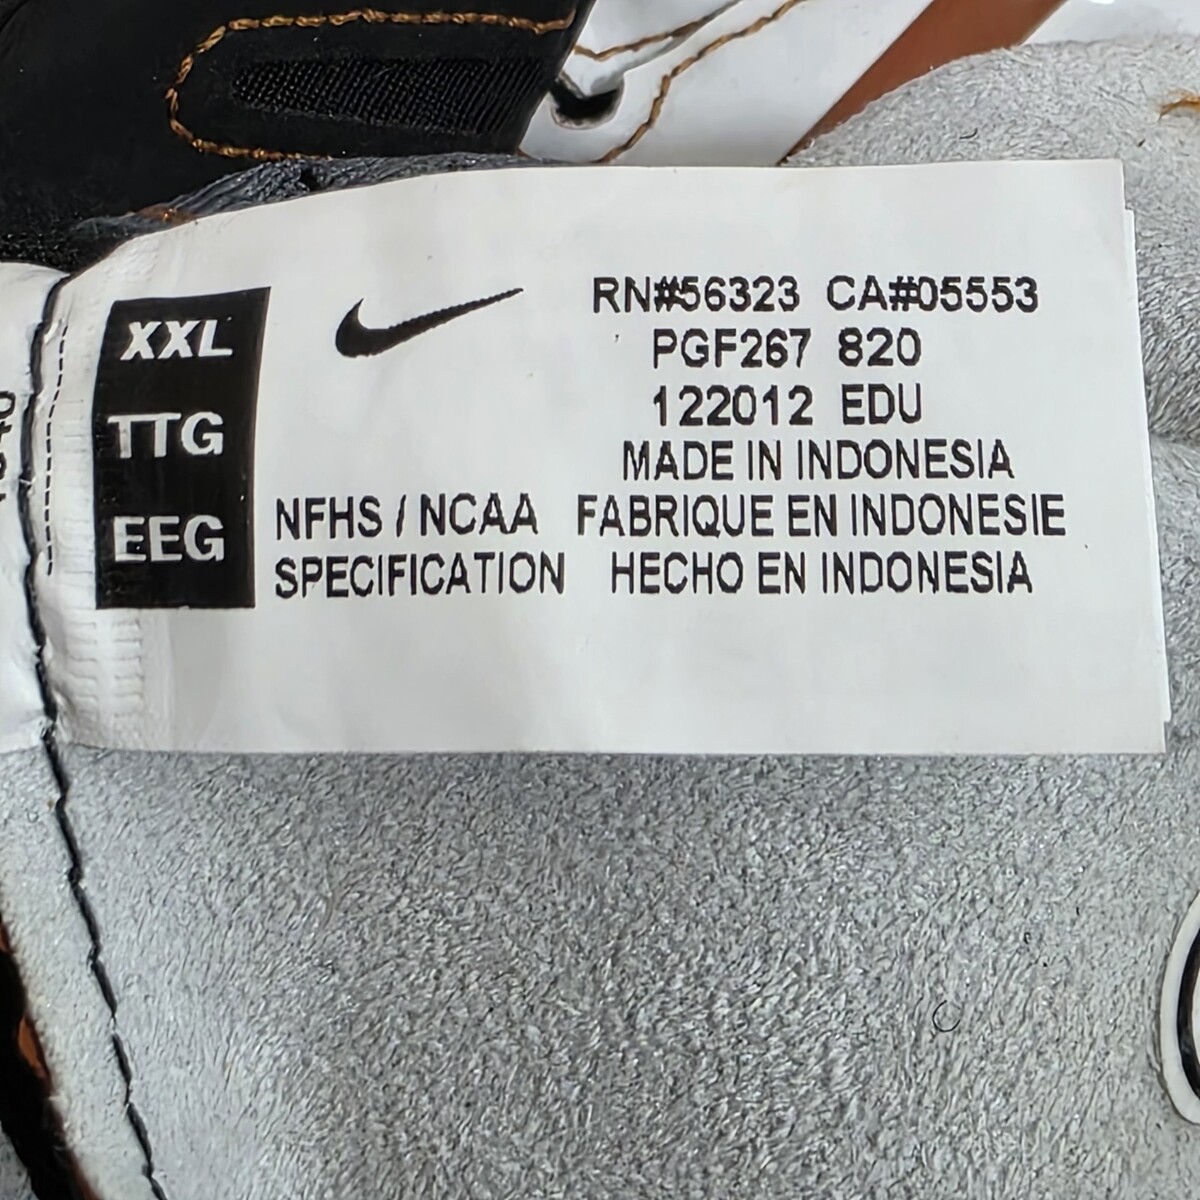 XXL
TTG
EEG
RN#56323 CA#05553
PGF267 820
122012 EDU
MADE IN INDONESIA
NFHS / NCAA FABRIQUE EN INDONESIE
SPECIFICATION HECHO EN INDONESIA